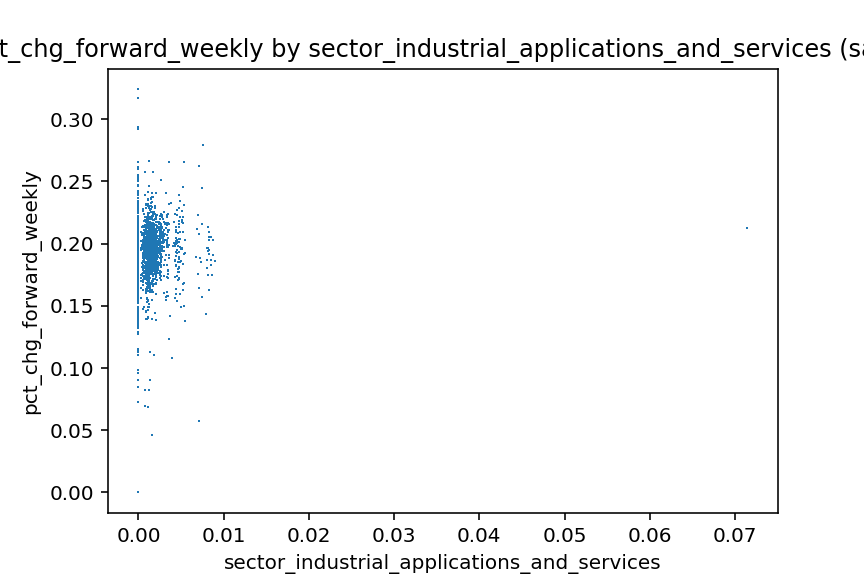 t_chg_forward_weekly by sector_industrial_applications_and_services (sa
0.30
0.25
0.20
0.15
0.10
0.05
0.00
pct_chg_forward_weekly
0.00 0.01 0.02 0.03 0.04 0.05 0.06 0.07
sector_industrial_applications_and_services